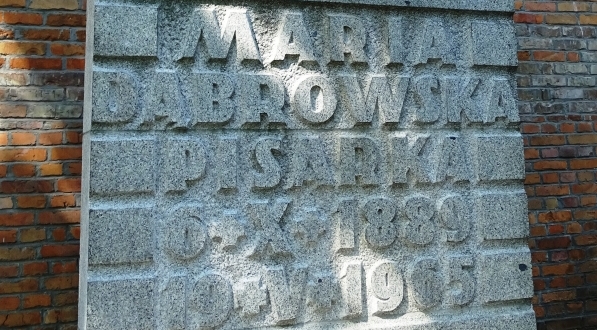 MARIA
DĄBROWSKA
PISARKA
6+X+1889
19+V+1965